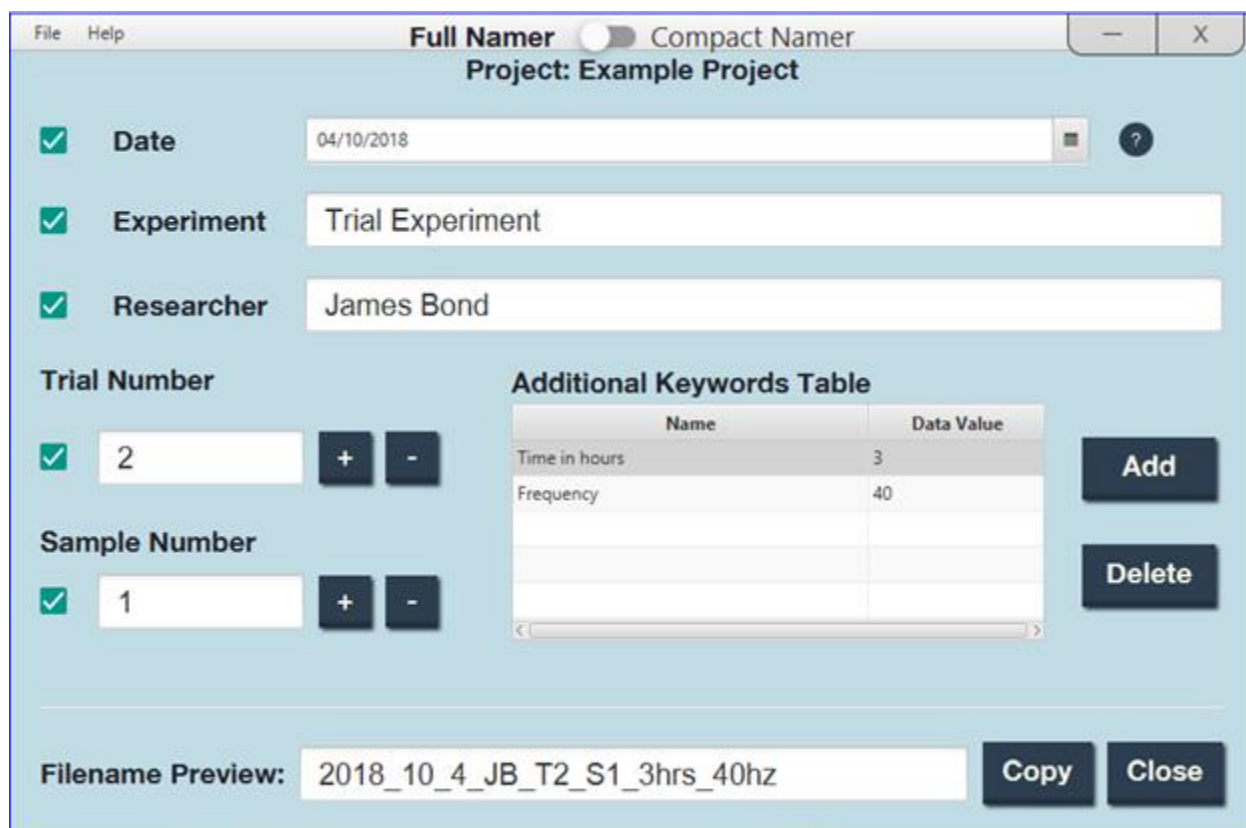 File Help Full Namer Compact Namer — X
Project: Example Project
Date 04/10/2018 ?
Experiment Trial Experiment
Researcher James Bond
Trial Number
2 + -
Sample Number
1 + -
Additional Keywords Table
Name Data Value
Time in hours 3
Frequency 40
Add
Delete
Filename Preview: 2018_10_4_JB_T2_S1_3hrs_40hz Copy Close